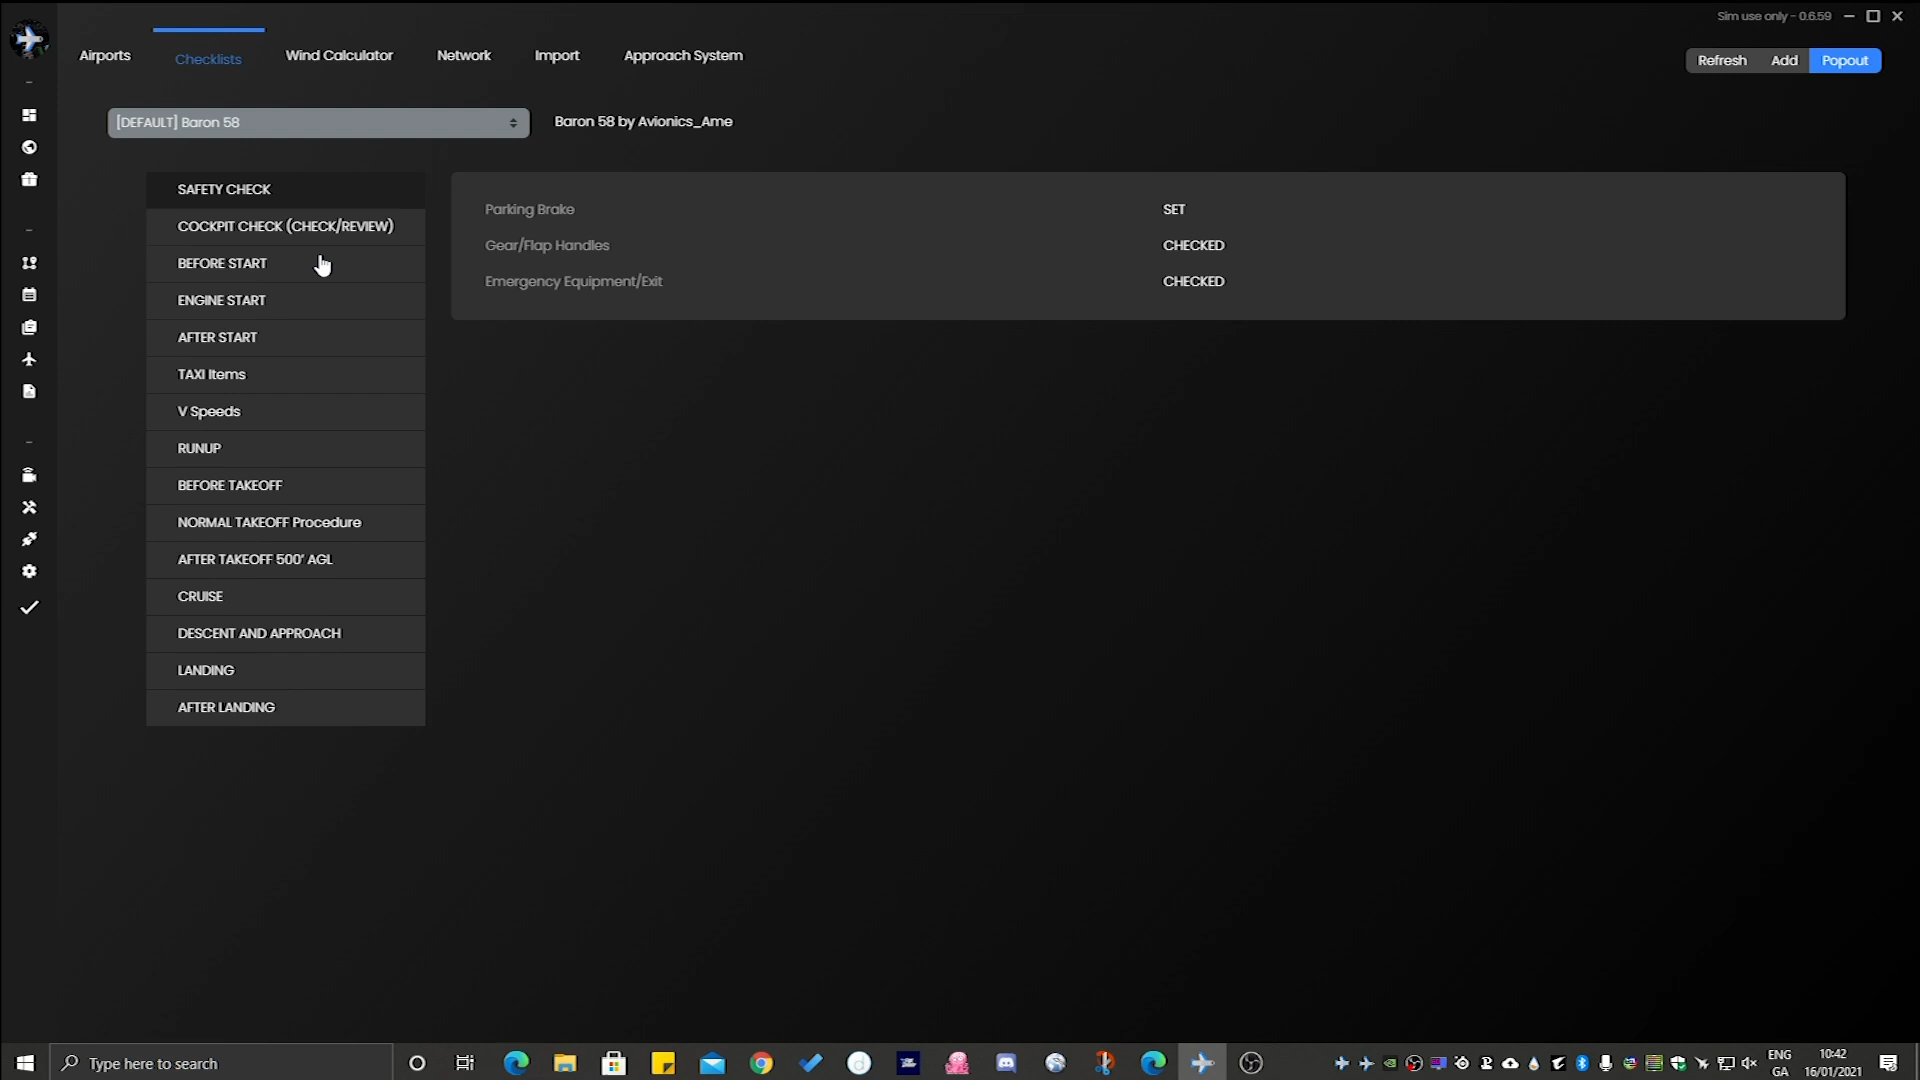 Sim use only - 0.6.59
Airports
Checklists
Wind Calculator
Network
Import
Approach System
Refresh
Add
Popout
[DEFAULT] Baron 58
Baron 58 by Avionics_Ame
SAFETY CHECK
COCKPIT CHECK (CHECK/REVIEW)
BEFORE START
ENGINE START
AFTER START
TAXI Items
V Speeds
RUNUP
BEFORE TAKEOFF
NORMAL TAKEOFF Procedure
AFTER TAKEOFF 500' AGL
CRUISE
DESCENT AND APPROACH
LANDING
AFTER LANDING
Parking Brake SET
Gear/Flap Handles CHECKED
Emergency Equipment/Exit CHECKED
Type here to search
ENG
GA
10:42
16/01/2021